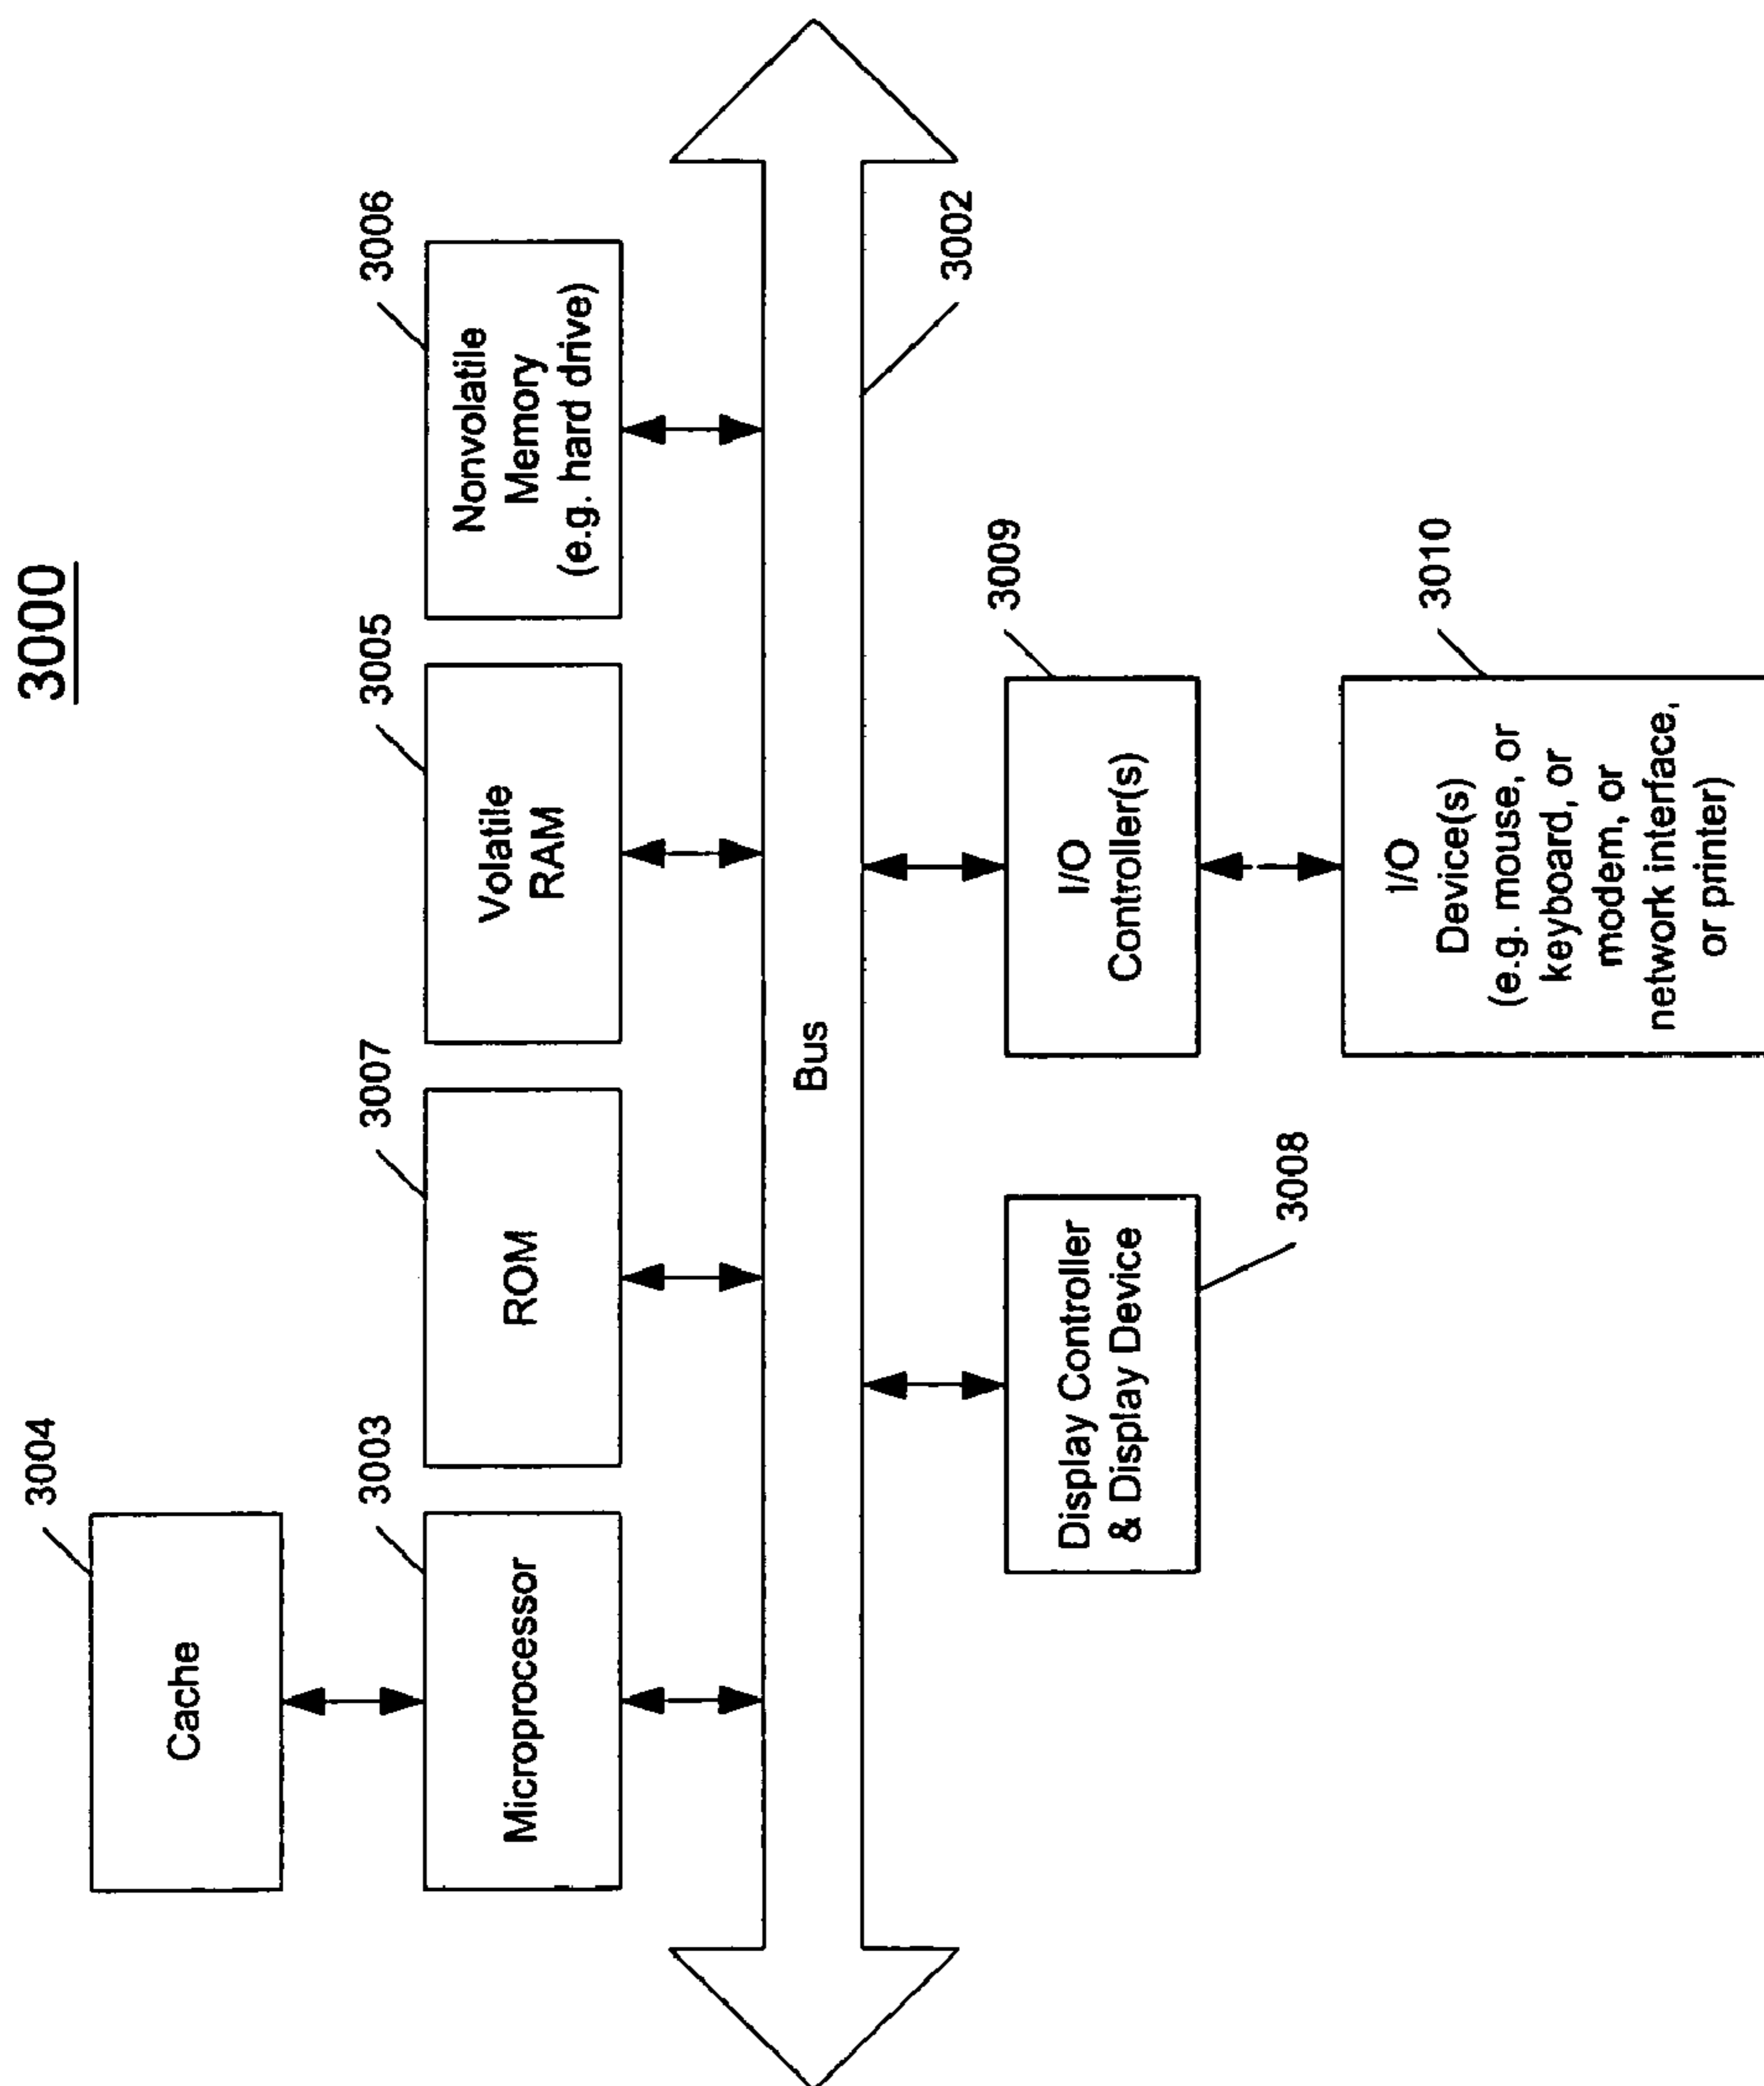 3000
3004
Cache
3003
Microprocessor
3007
ROM
3005
Volatile
RAM
3006
Nonvolatile
Memory
(e.g. hard drive)
Bus
3002
Display Controller
& Display Device
3008
3009
I/O
Controller(s)
3010
I/O
Device(s)
(e.g. mouse, or
keyboard, or
modem, or
network interface,
or printer)